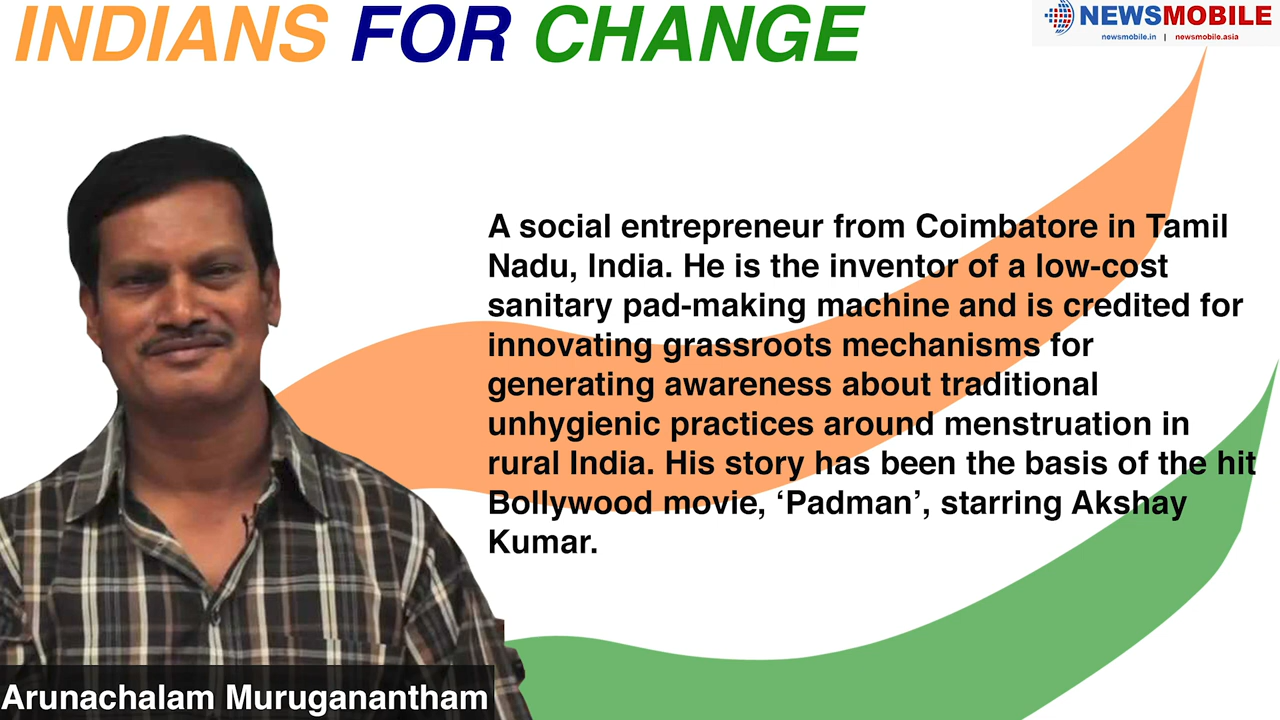 INDIANS FOR CHANGE
NEWSMOBILE
newsmobile.in | newsmobile.asia
A social entrepreneur from Coimbatore in Tamil
Nadu, India. He is the inventor of a low-cost
sanitary pad-making machine and is credited for
innovating grassroots mechanisms for
generating awareness about traditional
unhygienic practices around menstruation in
rural India. His story has been the basis of the hit
Bollywood movie, ‘Padman’, starring Akshay
Kumar.
Arunachalam Muruganantham